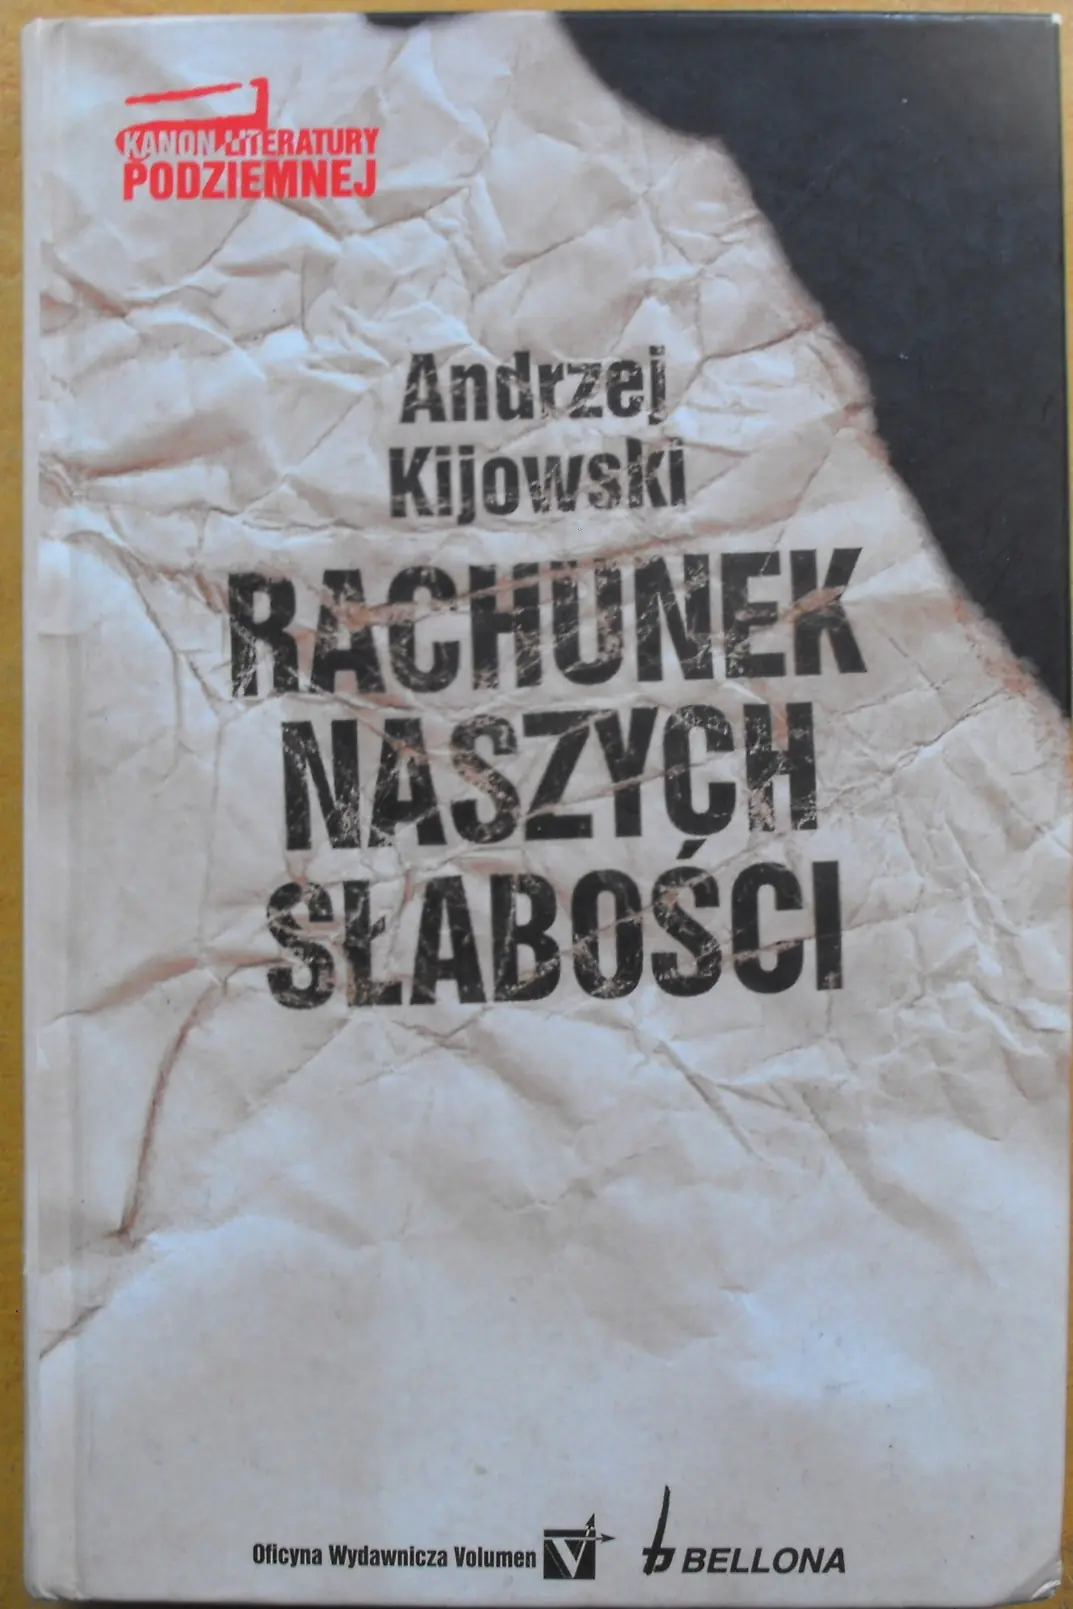 KANON LITERATURY
PODZIEMNEJ
Andrzej
Kijowski
RACHUNEK
NASZYCH
SŁABOŚCI
Oficyna Wydawnicza Volumen V BELLONA